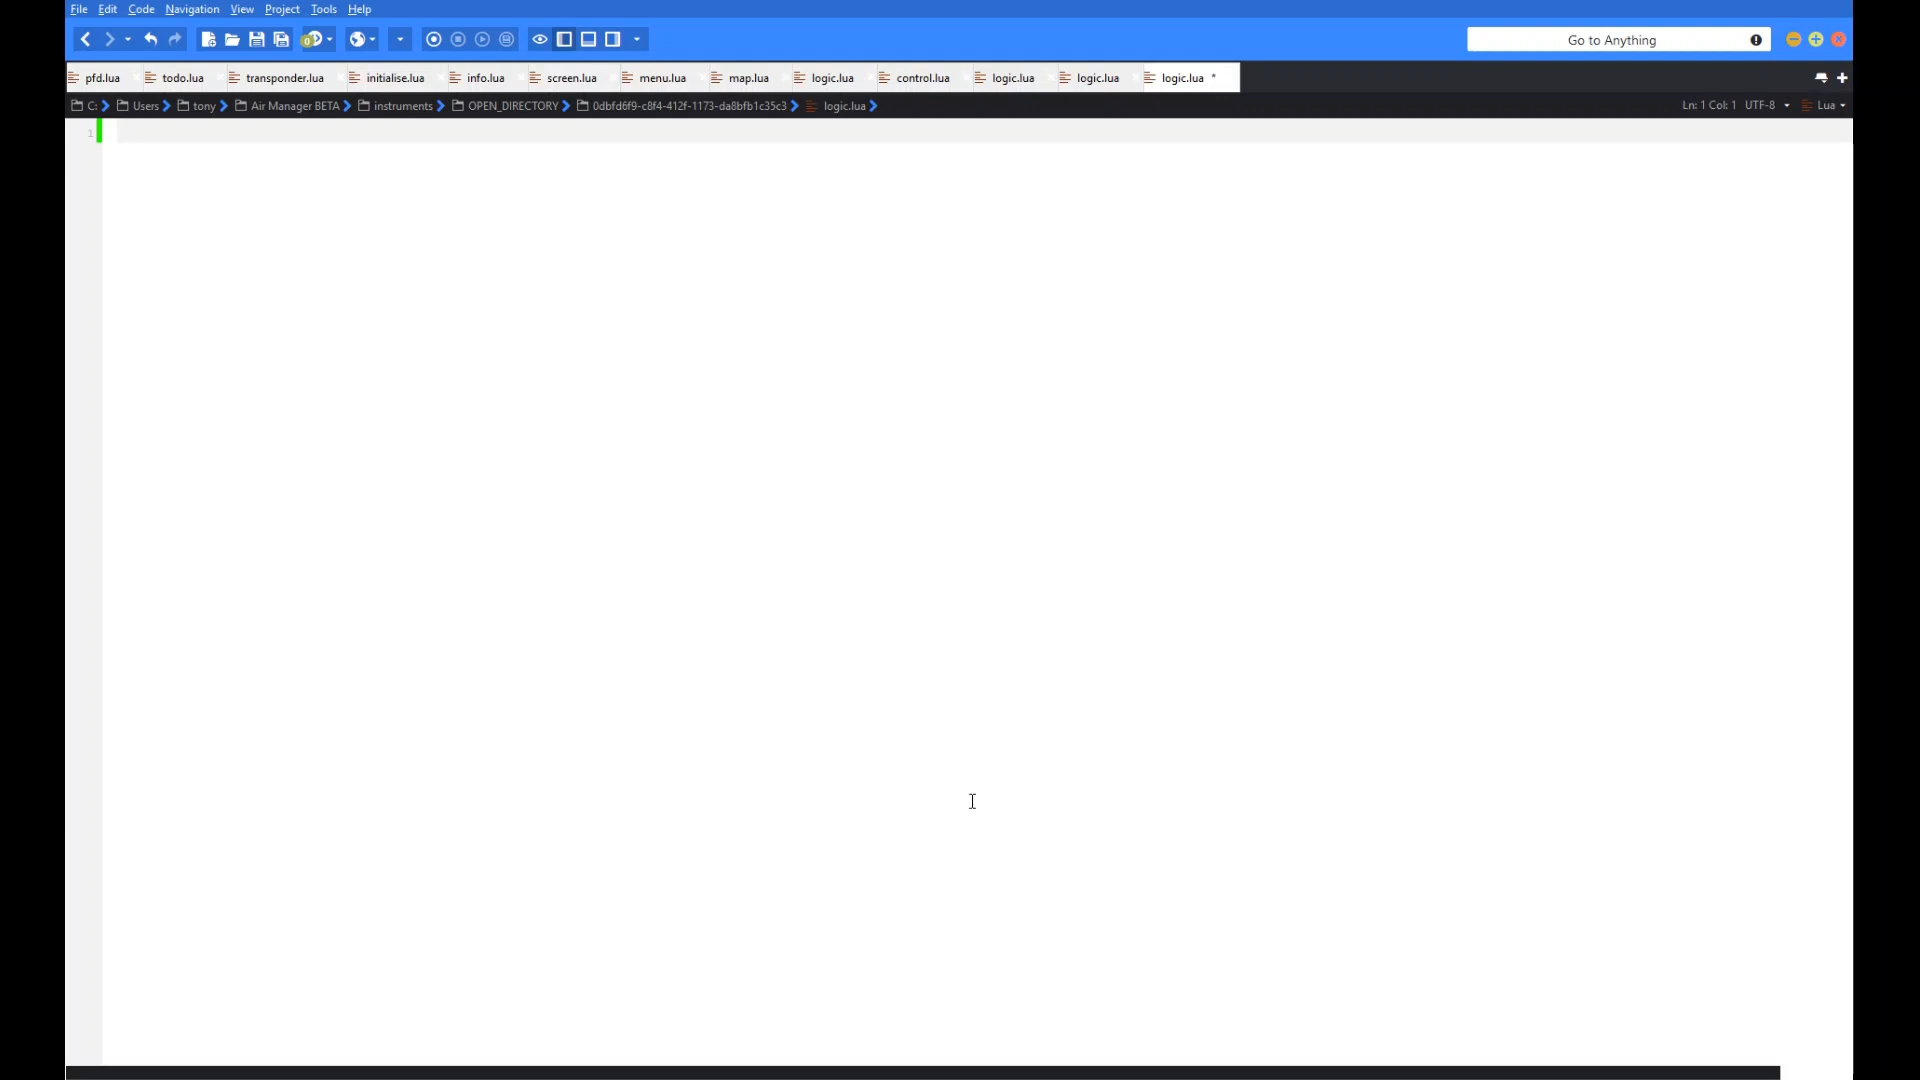 File Edit Code Navigation View Project Tools Help
0 Go to Anything
pfd.lua todo.lua transponder.lua initialise.lua info.lua screen.lua menu.lua map.lua logic.lua control.lua logic.lua logic.lua logic.lua *
C: Users tony Air Manager BETA instruments OPEN_DIRECTORY 0dbfd6f9-c8f4-412f-1173-da8bfb1c35c3 logic.lua Ln: 1 Col: 1 UTF-8 Lua
1